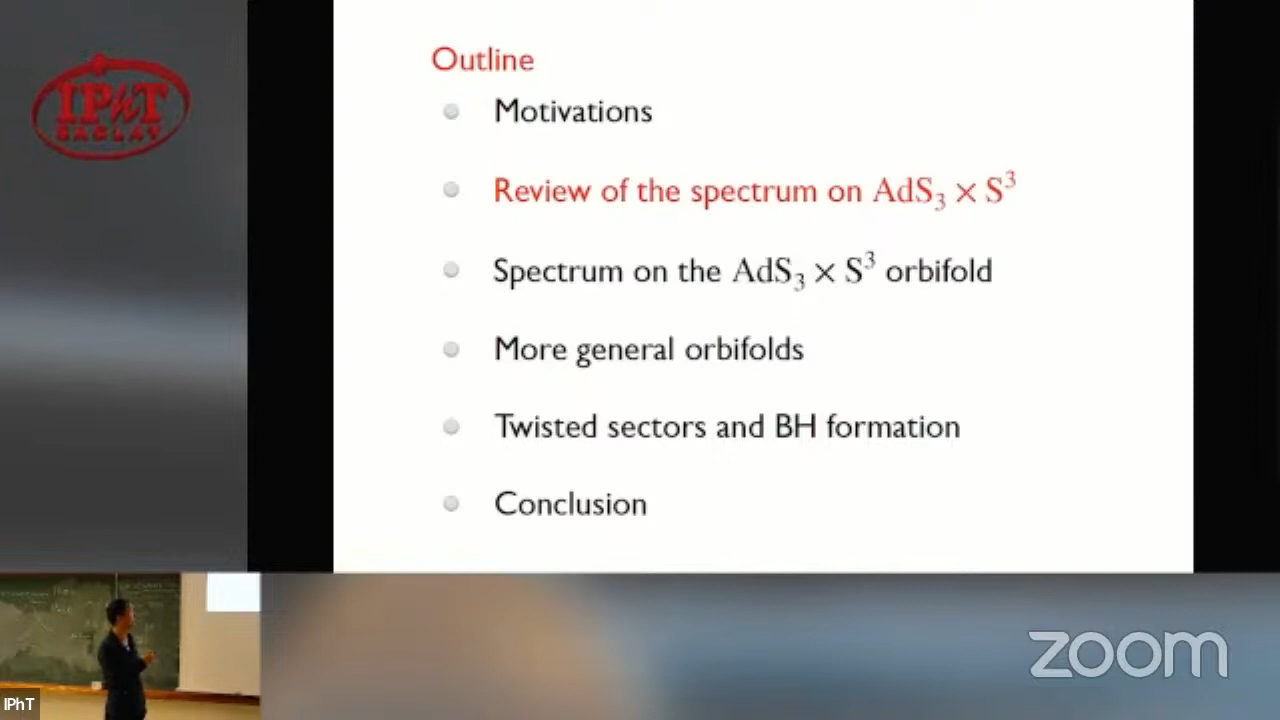 IPhT
SACLAY
Outline
Motivations
Review of the spectrum on AdS₃ × S³
Spectrum on the AdS₃ × S³ orbifold
More general orbifolds
Twisted sectors and BH formation
Conclusion
zoom
IPhT